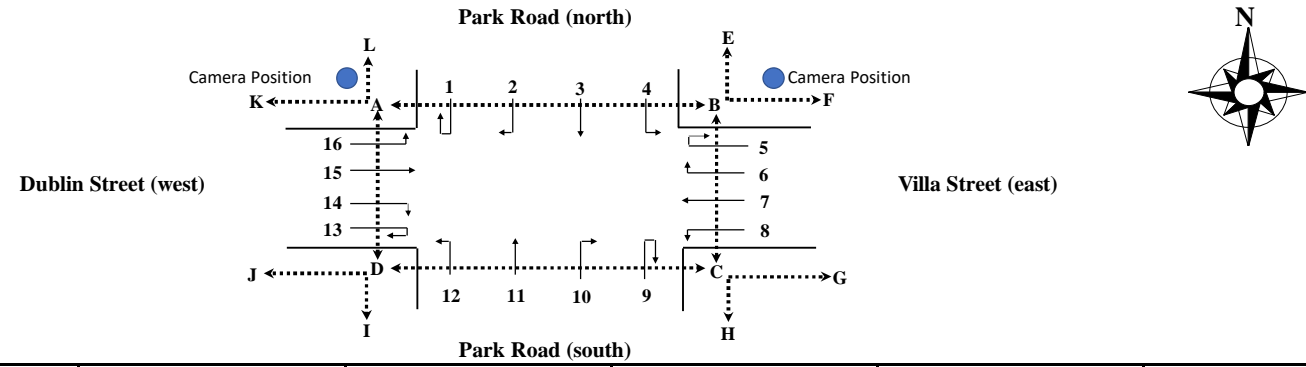 Park Road (north)
N
L
E
Camera Position
Camera Position
K
A
1
2
3
4
B
F
16
5
15
6
Dublin Street (west)
Villa Street (east)
14
7
13
8
J
D
C
G
12
11
10
9
I
H
Park Road (south)